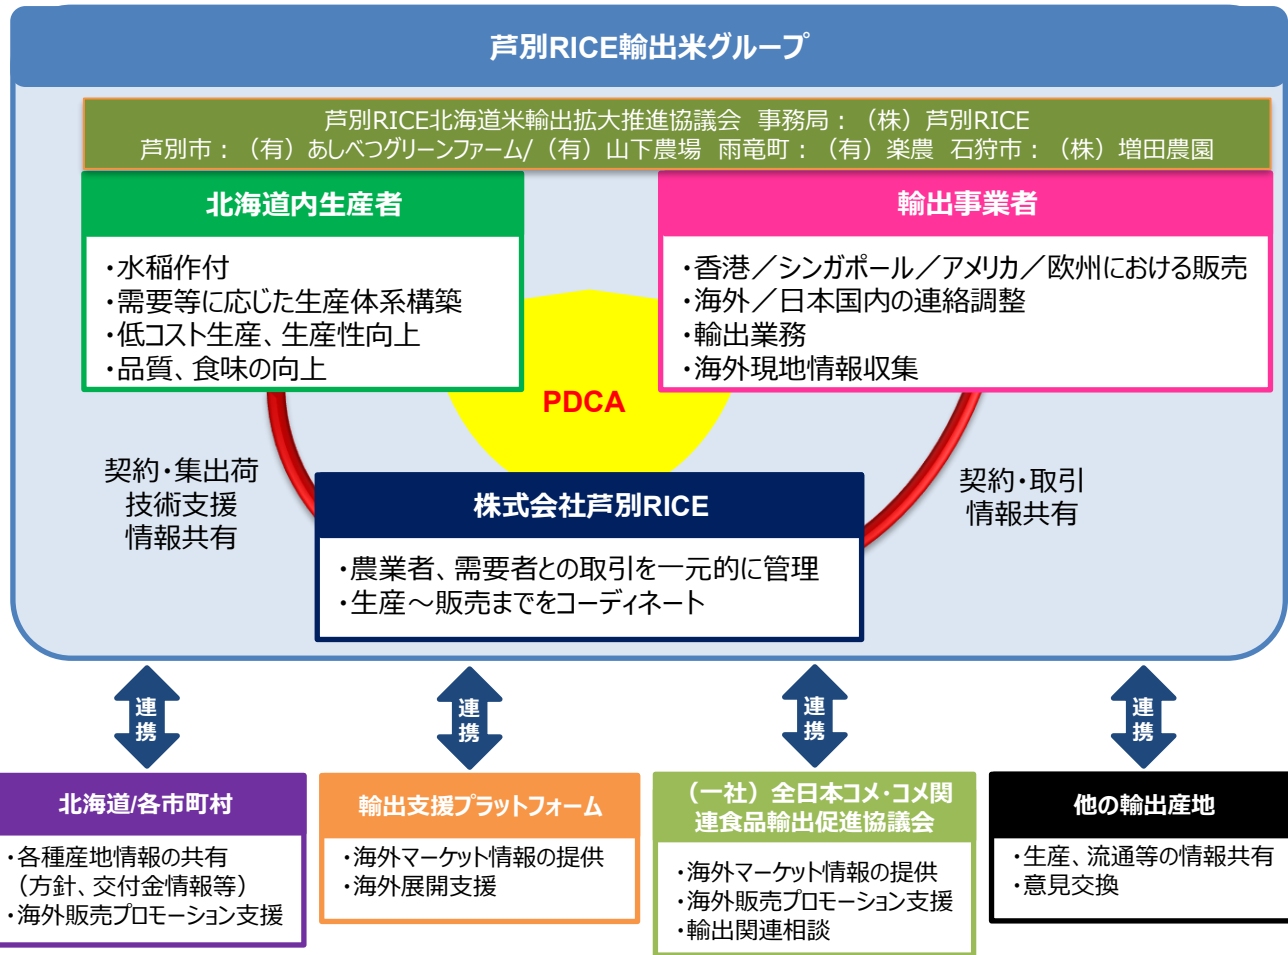 芦別RICE輸出米グループ
芦別RICE北海道米輸出拡大推進協議会 事務局：（株）芦別RICE
芦別市：（有）あしべつグリーンファーム/（有）山下農場 雨竜町：（有）楽農 石狩市：（株）増田農園
北海道内生産者
・水稲作付
・需要等に応じた生産体系構築
・低コスト生産、生産性向上
・品質、食味の向上
輸出事業者
・香港／シンガポール／アメリカ／欧州における販売
・海外／日本国内の連絡調整
・輸出業務
・海外現地情報収集
PDCA
契約・集出荷
技術支援
情報共有
契約・取引
情報共有
株式会社芦別RICE
・農業者、需要者との取引を一元的に管理
・生産～販売までをコーディネート
連
携
連
携
連
携
連
携
北海道/各市町村
・各種産地情報の共有
（方針、交付金情報等）
・海外販売プロモーション支援
輸出支援プラットフォーム
・海外マーケット情報の提供
・海外展開支援
（一社）全日本コメ・コメ関
連食品輸出促進協議会
・海外マーケット情報の提供
・海外販売プロモーション支援
・輸出関連相談
他の輸出産地
・生産、流通等の情報共有
・意見交換